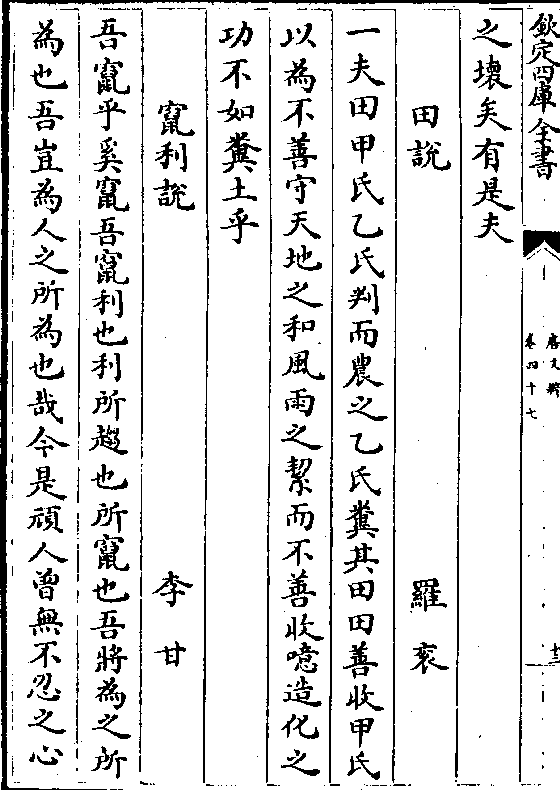 欽定四庫全書
唐文粹
卷四十七
十三
之壊矣有是夫
田說 羅衮
一夫田甲氏乙氏判而農之乙氏糞其田田善收甲氏
以為不善守天地之和風雨之絜而不善收噫造化之
功不如糞土乎
竄利說 李甘
吾竄乎奚竄吾竄利也利所趨也所竄也吾將為之所
為也吾豈為人之所為也哉今是頑人曾無不忍之心